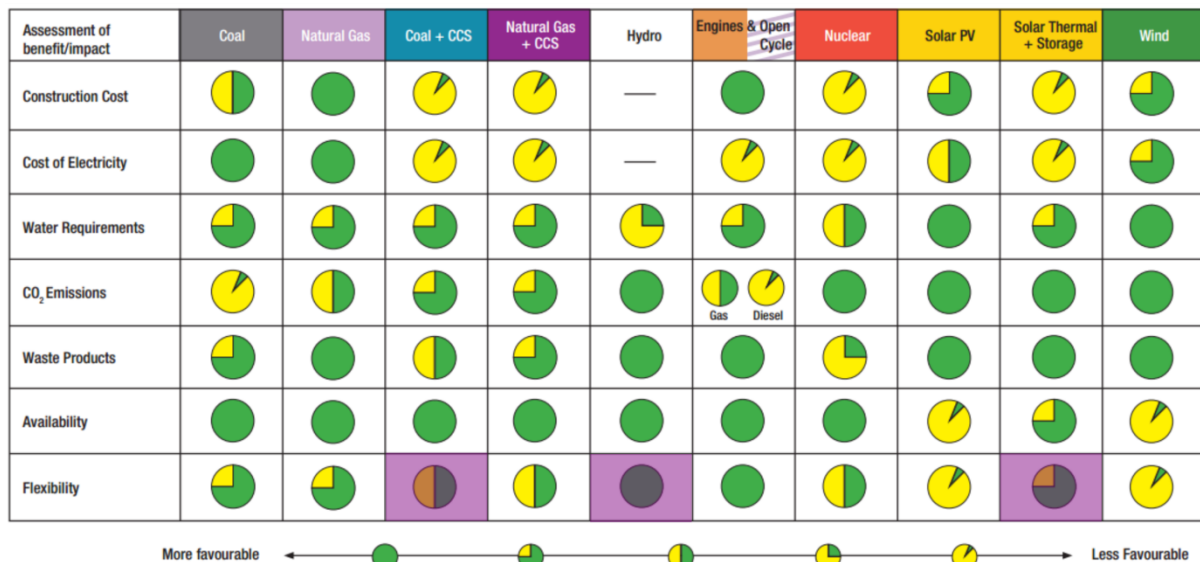 Assessment of
benefit/impact
Coal
Natural Gas
Coal + CCS
Natural Gas
+ CCS
Hydro
Engines & Open
Cycle
Nuclear
Solar PV
Solar Thermal
+ Storage
Wind
Construction Cost
Cost of Electricity
Water Requirements
CO₂ Emissions
Gas
Diesel
Waste Products
Availability
Flexibility
More favourable
Less Favourable